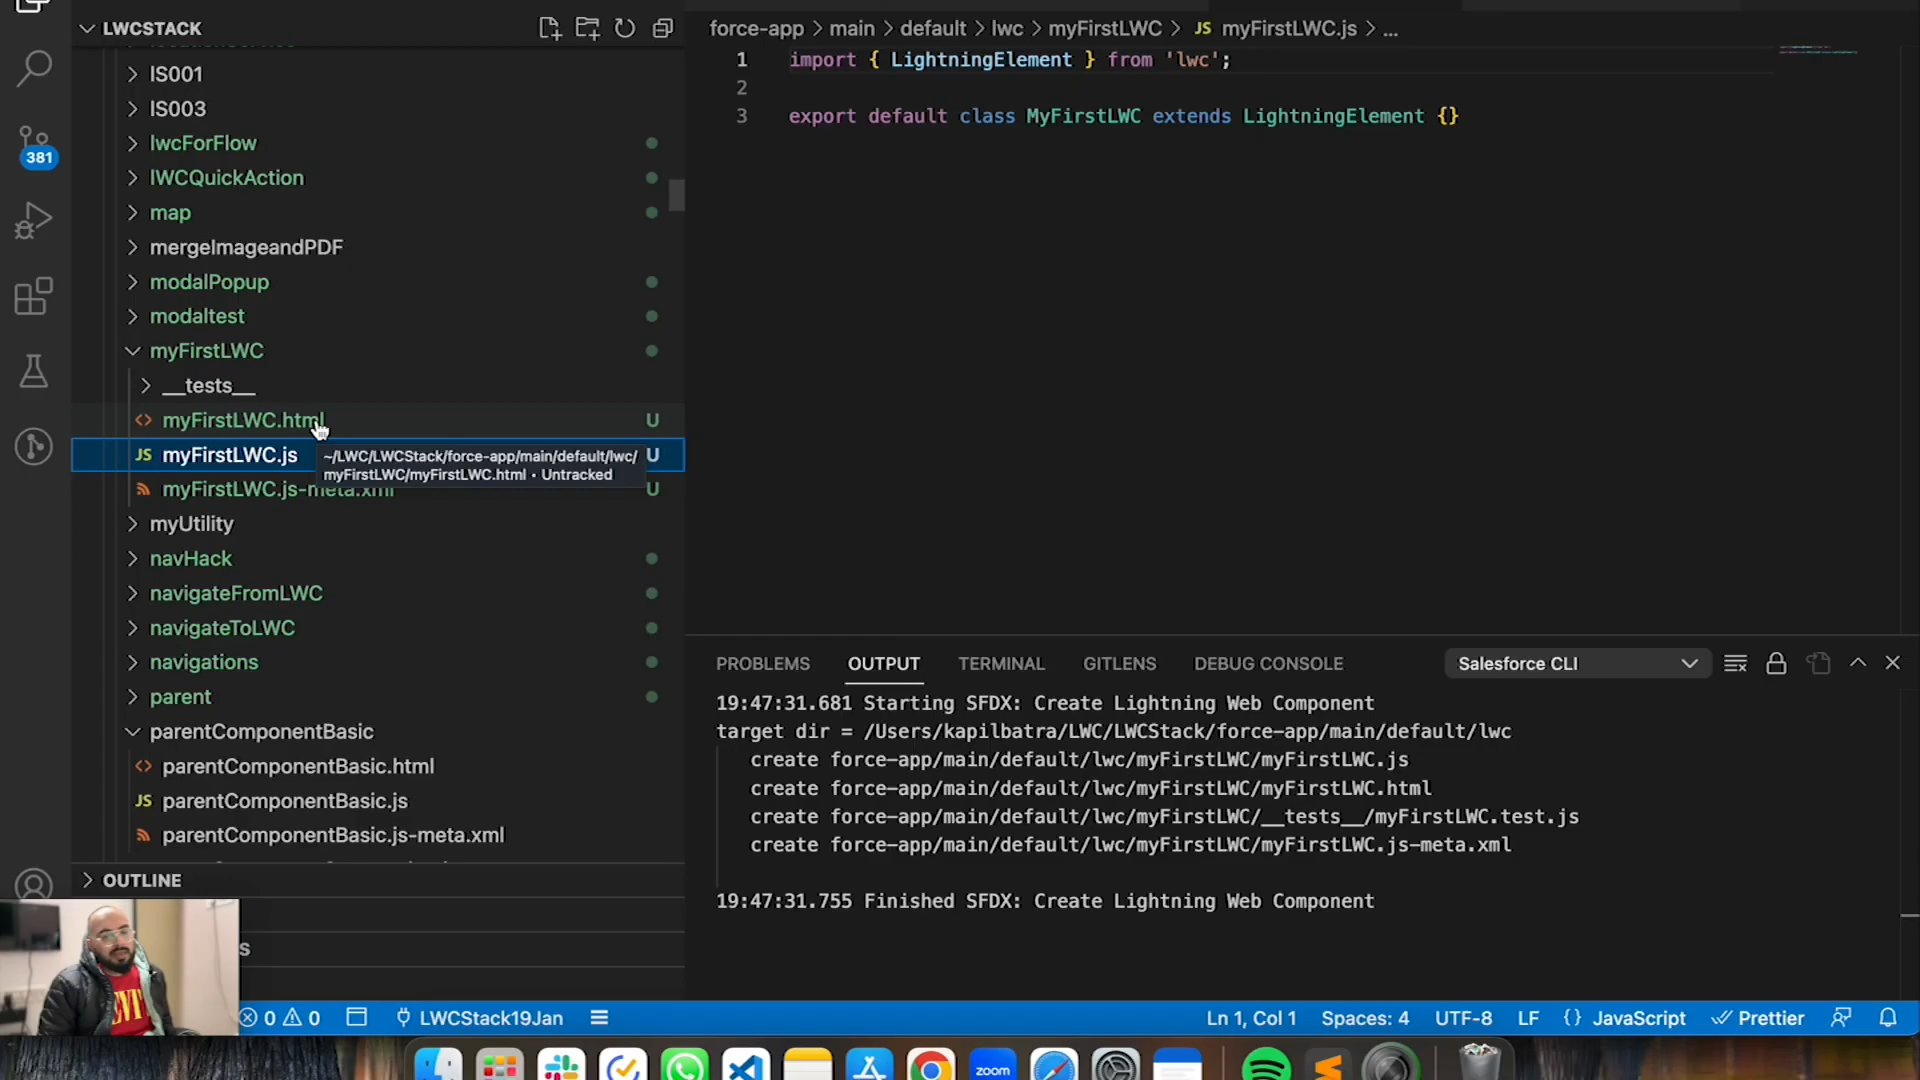 LWCSTACK
lS001
lS003
lwcForFlow
lWCQuickAction
map
mergeImageandPDF
modalPopup
modaltest
myFirstLWC
__tests__
myFirstLWC.html U
JS myFirstLWC.js U
~/LWC/LWCStack/force-app/main/default/lwc/
myFirstLWC/myFirstLWC.html • Untracked
myFirstLWC.js-meta.xml U
myUtility
navHack
navigateFromLWC
navigateToLWC
navigations
parent
parentComponentBasic
parentComponentBasic.html
JS parentComponentBasic.js
parentComponentBasic.js-meta.xml
OUTLINE
381
force-app > main > default > lwc > myFirstLWC > JS myFirstLWC.js > ...
1 import { LightningElement } from 'lwc';
2
3 export default class MyFirstLWC extends LightningElement {}
PROBLEMS OUTPUT TERMINAL GITLENS DEBUG CONSOLE Salesforce CLI
19:47:31.681 Starting SFDX: Create Lightning Web Component
target dir = /Users/kapilbatra/LWC/LWCStack/force-app/main/default/lwc
create force-app/main/default/lwc/myFirstLWC/myFirstLWC.js
create force-app/main/default/lwc/myFirstLWC/myFirstLWC.html
create force-app/main/default/lwc/myFirstLWC/__tests__/myFirstLWC.test.js
create force-app/main/default/lwc/myFirstLWC/myFirstLWC.js-meta.xml
19:47:31.755 Finished SFDX: Create Lightning Web Component
0 0 LWCStack19Jan Ln 1, Col 1 Spaces: 4 UTF-8 LF {} JavaScript Prettier
zoom